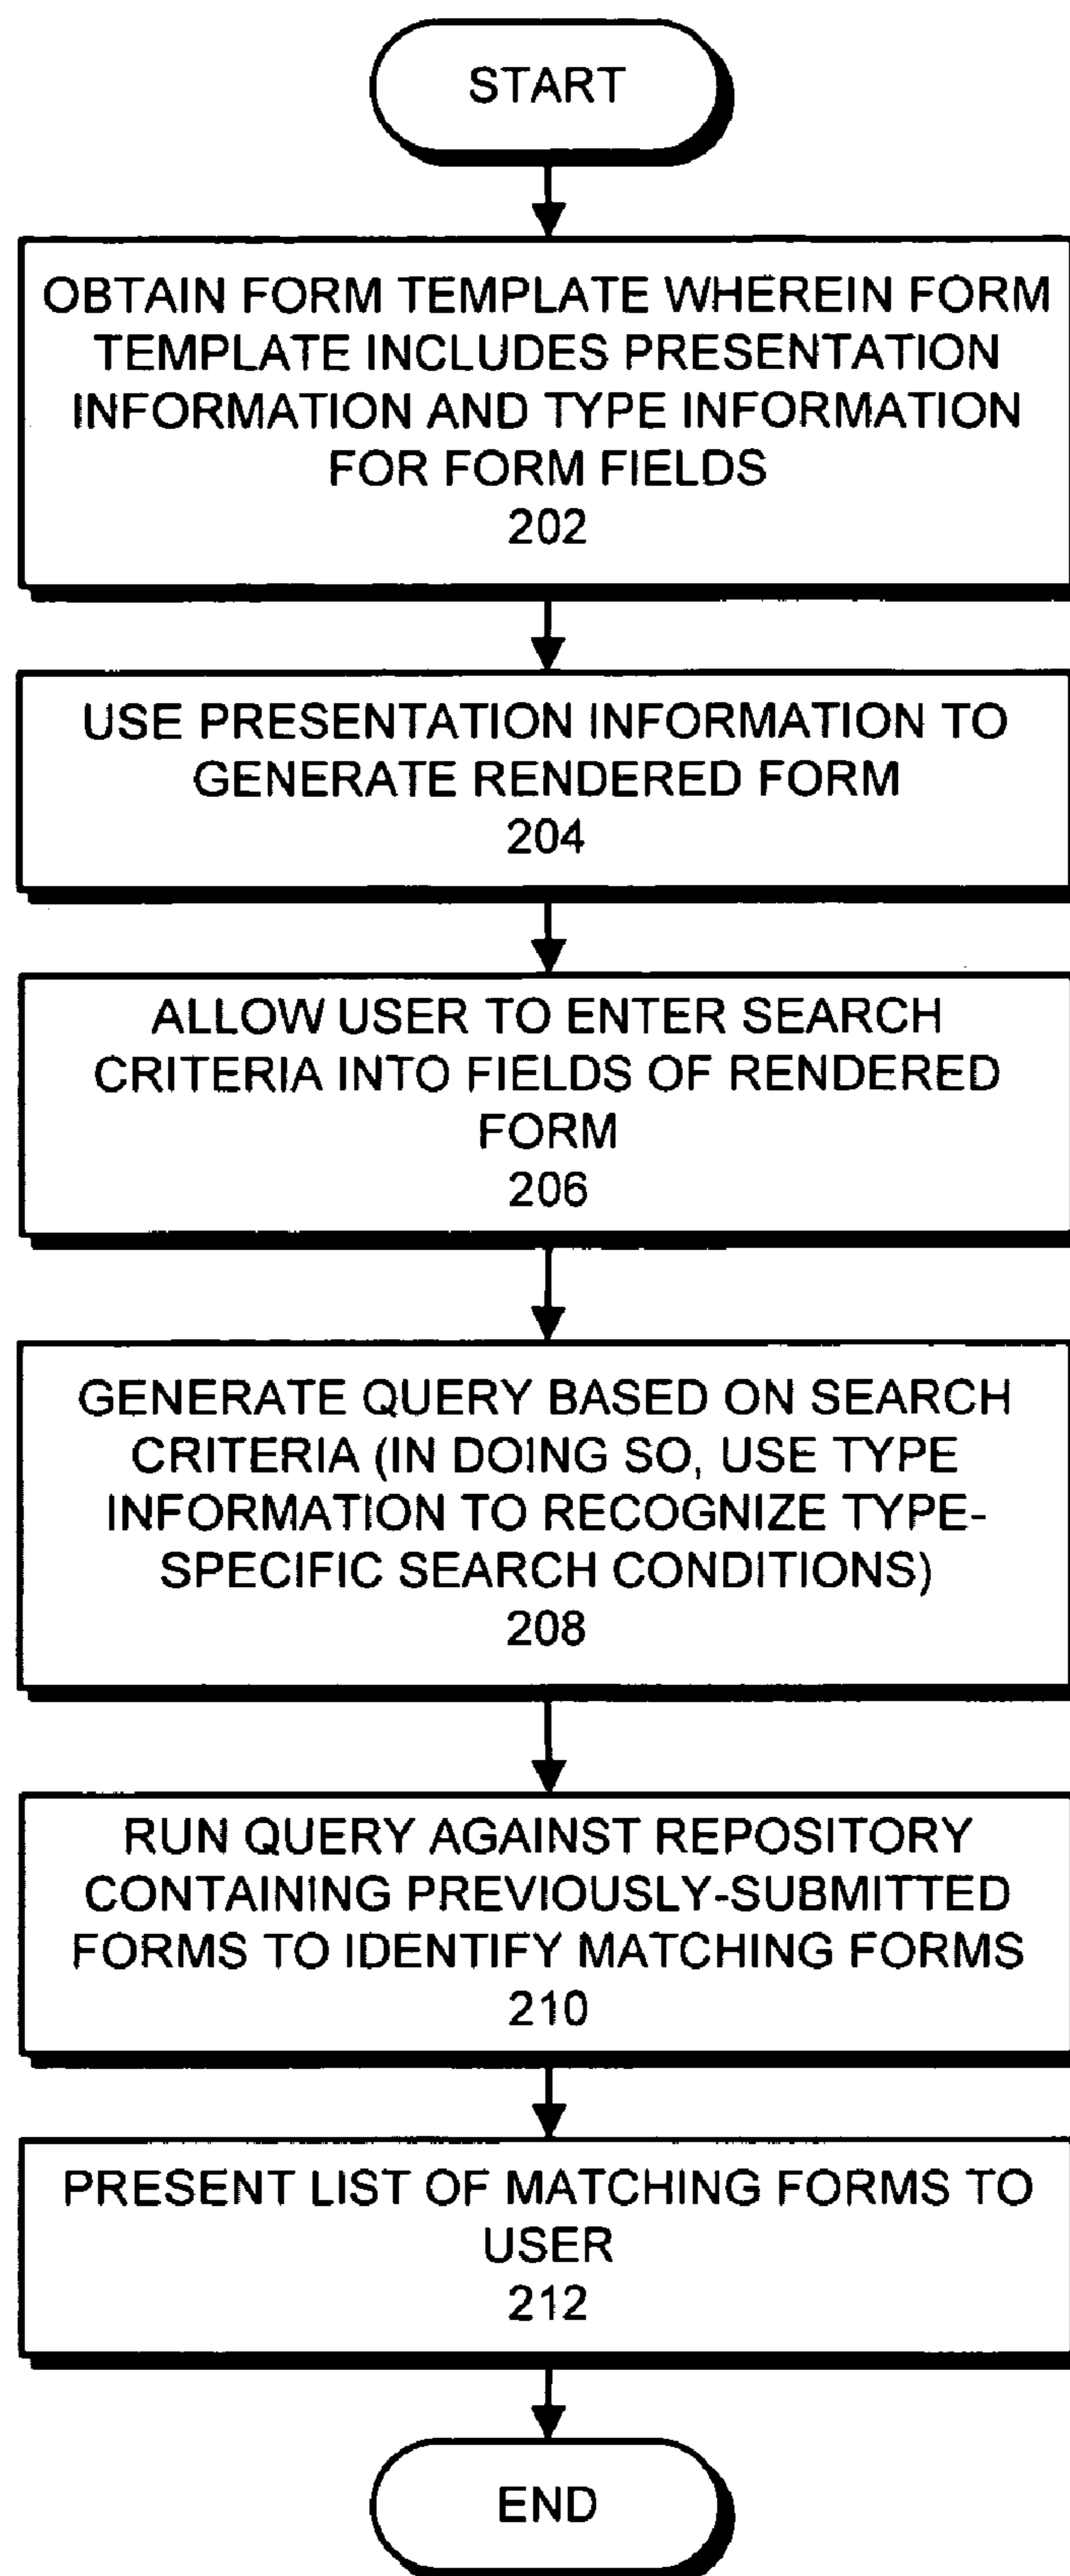 START
OBTAIN FORM TEMPLATE WHEREIN FORM
TEMPLATE INCLUDES PRESENTATION
INFORMATION AND TYPE INFORMATION
FOR FORM FIELDS
202
USE PRESENTATION INFORMATION TO
GENERATE RENDERED FORM
204
ALLOW USER TO ENTER SEARCH
CRITERIA INTO FIELDS OF RENDERED
FORM
206
GENERATE QUERY BASED ON SEARCH
CRITERIA (IN DOING SO, USE TYPE
INFORMATION TO RECOGNIZE TYPE-
SPECIFIC SEARCH CONDITIONS)
208
RUN QUERY AGAINST REPOSITORY
CONTAINING PREVIOUSLY-SUBMITTED
FORMS TO IDENTIFY MATCHING FORMS
210
PRESENT LIST OF MATCHING FORMS TO
USER
212
END